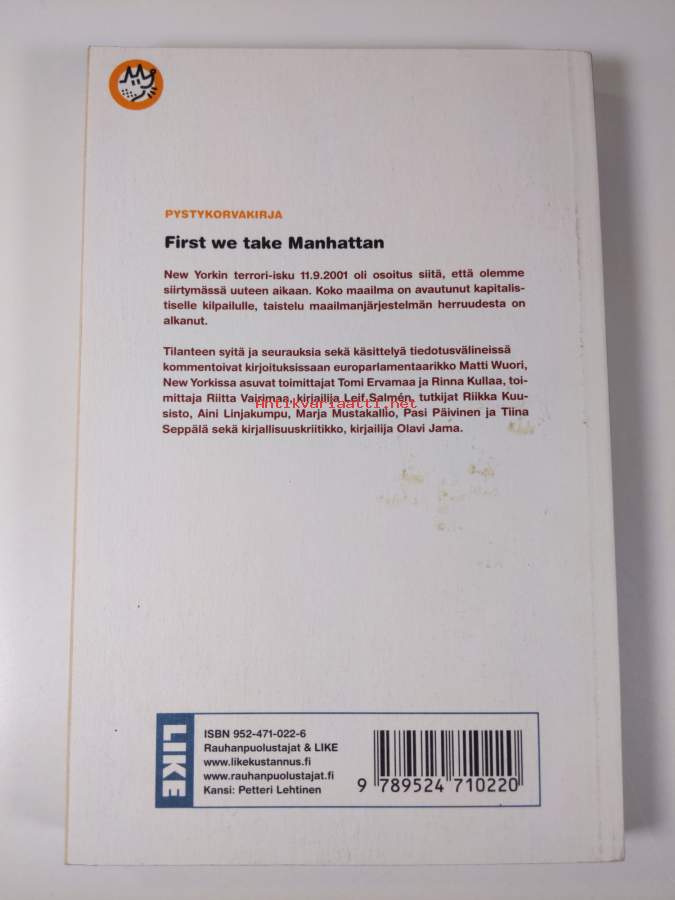 PYSTYKORVAKIRJA
First we take Manhattan
New Yorkin terrori-isku 11.9.2001 oli osoitus siitä, että olemme
siirtymässä uuteen aikaan. Koko maailma on avautunut kapitalis-
tiselle kilpailulle, taistelu maailmanjärjestelmän herruudesta on
alkanut.
Tilanteen syitä ja seurauksia sekä käsittelyä tiedotusvälineissä
kommentoivat kirjoituksissaan europarlamentaarikko Matti Wuori,
New Yorkissa asuvat toimittajat Tomi Ervamaa ja Rinna Kullaa, toi-
mittaja Riitta Vairimaa, kirjailija Leif Salmén, tutkijat Riikka Kuu-
Antikvariaatti.net
sisto, Aini Linjakumpu, Marja Mustakallio, Pasi Päivinen ja Tiina
Seppälä sekä kirjallisuuskriitikko, kirjailija Olavi Jama.
LIKE
ISBN 952-471-022-6
Rauhanpuolustajat & LIKE
www.likekustannus.fi
www.rauhanpuolustajat.fi
Kansi: Petteri Lehtinen
9 789524 710220